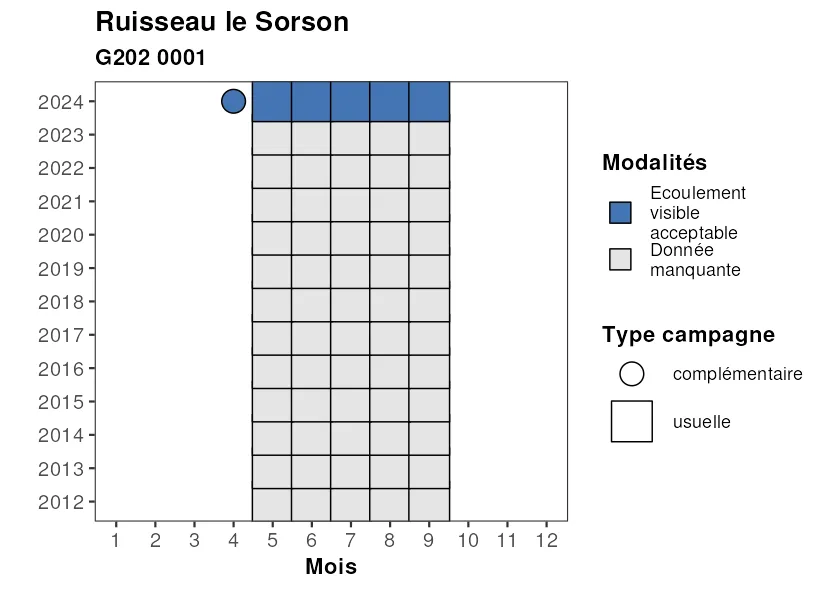 Ruisseau le Sorson
G202 0001
2024
2023
2022
2021
2020
2019
2018
2017
2016
2015
2014
2013
2012
1 2 3 4 5 6 7 8 9 10 11 12
Mois
Modalités
Ecoulement
visible
acceptable
Donnée
manquante
Type campagne
complémentaire
usuelle